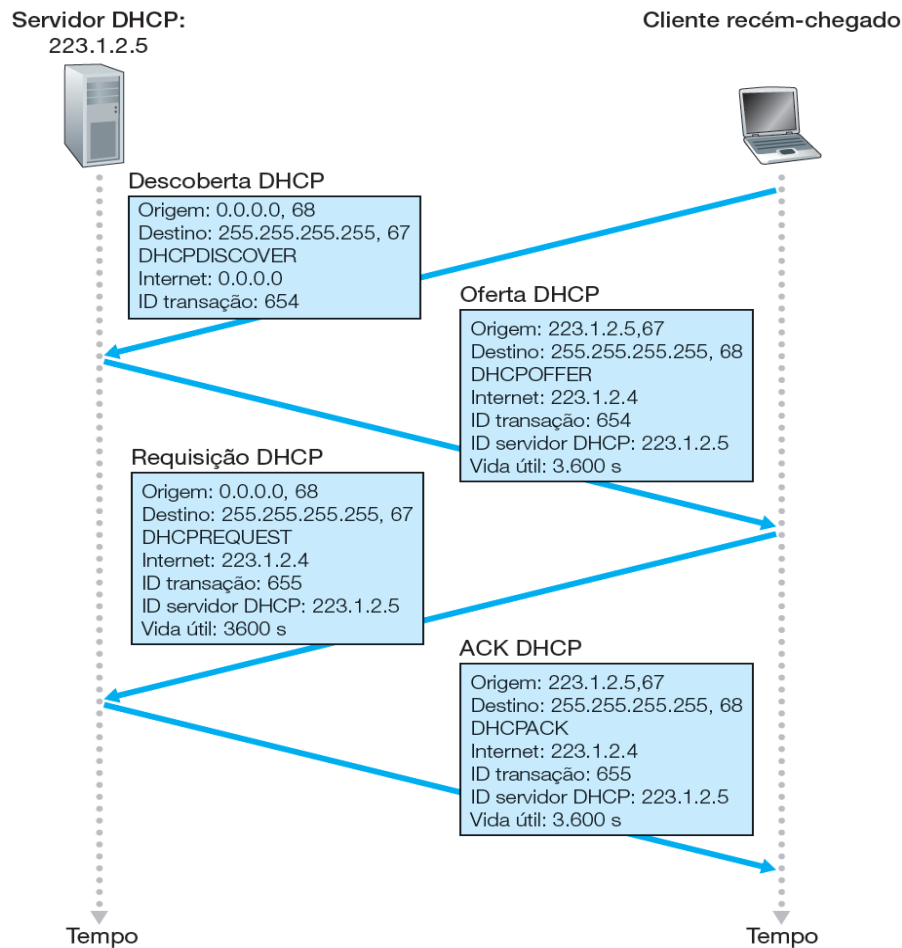 Servidor DHCP:
223.1.2.5
Cliente recém-chegado
Descoberta DHCP
Origem: 0.0.0.0, 68
Destino: 255.255.255.255, 67
DHCPDISCOVER
Internet: 0.0.0.0
ID transação: 654
Oferta DHCP
Origem: 223.1.2.5,67
Destino: 255.255.255.255, 68
DHCPOFFER
Internet: 223.1.2.4
ID transação: 654
ID servidor DHCP: 223.1.2.5
Vida útil: 3.600 s
Requisição DHCP
Origem: 0.0.0.0, 68
Destino: 255.255.255.255, 67
DHCPREQUEST
Internet: 223.1.2.4
ID transação: 655
ID servidor DHCP: 223.1.2.5
Vida útil: 3600 s
ACK DHCP
Origem: 223.1.2.5,67
Destino: 255.255.255.255, 68
DHCPACK
Internet: 223.1.2.4
ID transação: 655
ID servidor DHCP: 223.1.2.5
Vida útil: 3.600 s
Tempo
Tempo